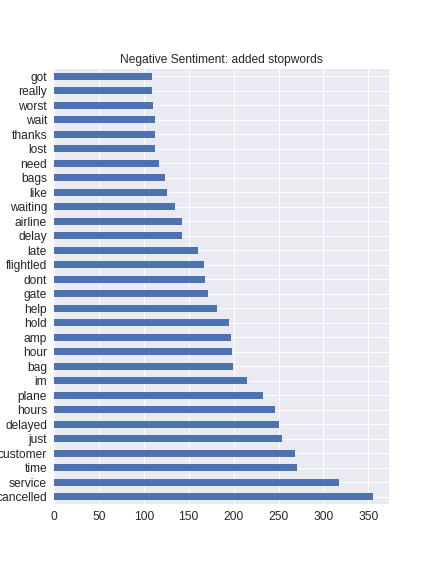 Negative Sentiment: added stopwords
got
really
worst
wait
thanks
lost
need
bags
like
waiting
airline
delay
late
flightled
dont
gate
help
hold
amp
hour
bag
im
plane
hours
delayed
just
customer
time
service
cancelled
0 50 100 150 200 250 300 350